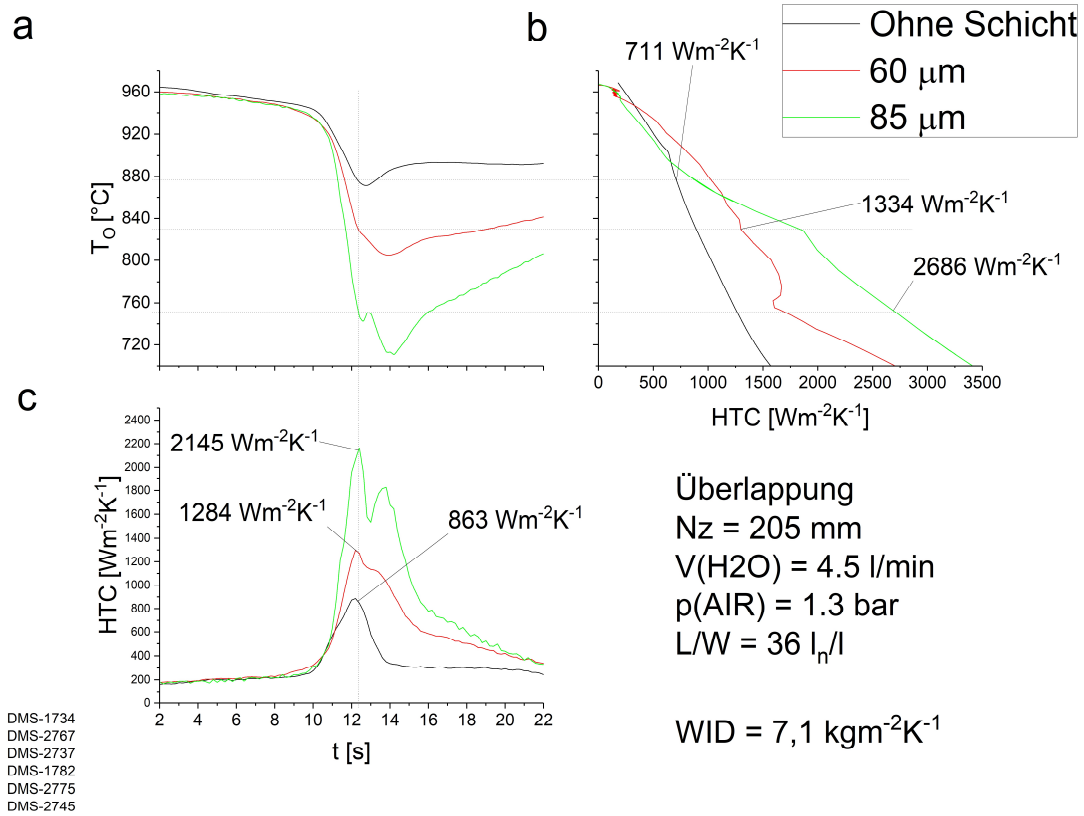 a
b
Ohne Schicht
60 µm
85 µm
711 Wm-2K-1
960
920
880
840
800
760
720
TO [°C]
1334 Wm-2K-1
2686 Wm-2K-1
0 500 1000 1500 2000 2500 3000 3500
HTC [Wm-2K-1]
c
2400
2200
2000
1800
1600
1400
1200
1000
800
600
400
200
0
HTC [Wm-2K-1]
2145 Wm-2K-1
1284 Wm-2K-1
863 Wm-2K-1
2 4 6 8 10 12 14 16 18 20 22
t [s]
Überlappung
Nz = 205 mm
V(H2O) = 4.5 l/min
p(AIR) = 1.3 bar
L/W = 36 ln/l
WID = 7,1 kgm-2K-1
DMS-1734
DMS-2767
DMS-2737
DMS-1782
DMS-2775
DMS-2745